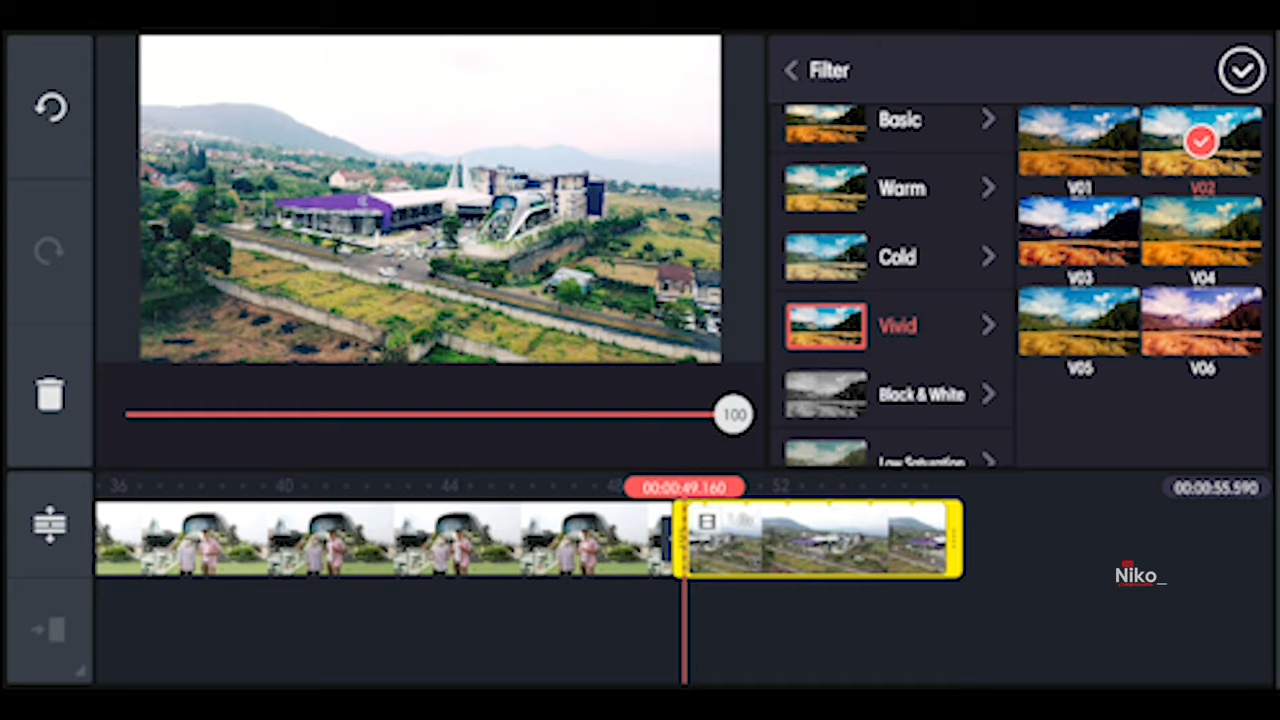 Filter
Basic
Warm
Cold
Vivid
Black & White
Low Saturation
V01
V02
V03
V04
V05
V06
100
36
40
44
48
00:00:49.160
52
00:00:55.590
Niko_